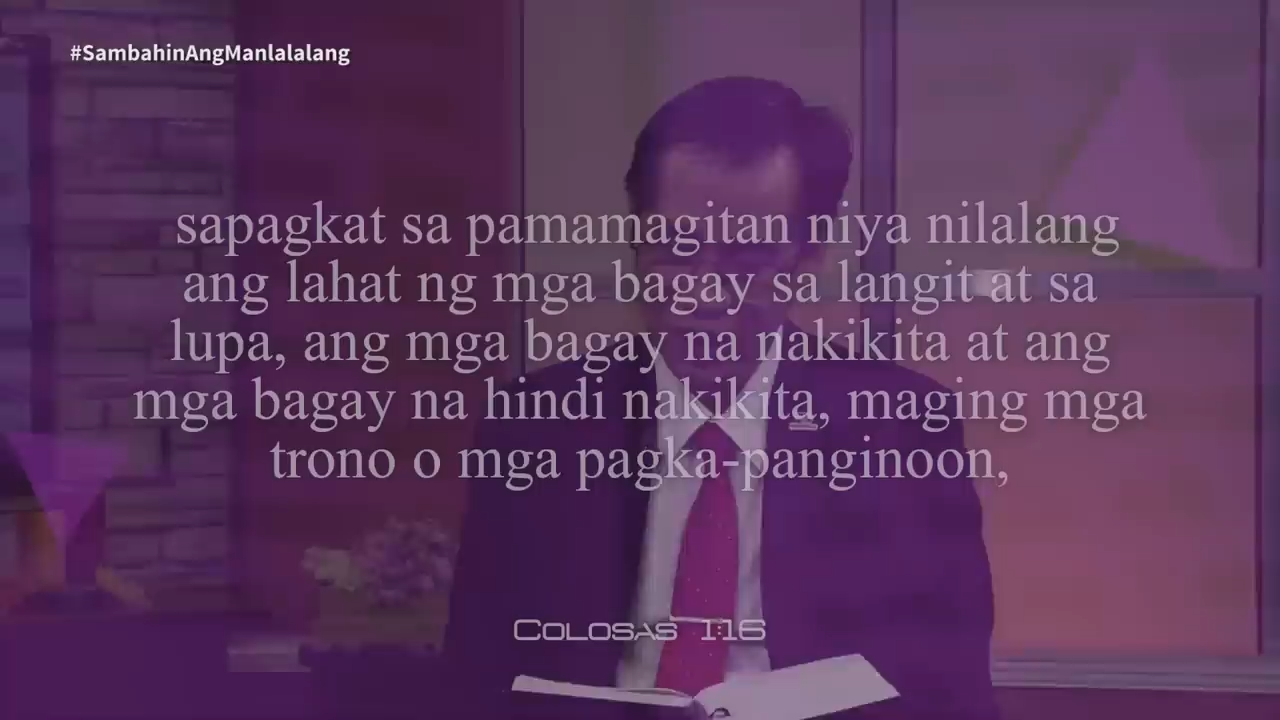 #SambahinAngManlalalang
sapagkat sa pamamagitan niya nilalang
ang lahat ng mga bagay sa langit at sa
lupa, ang mga bagay na nakikita at ang
mga bagay na hindi nakikita, maging mga
trono o mga pagka-panginoon,
Colosas 1:16